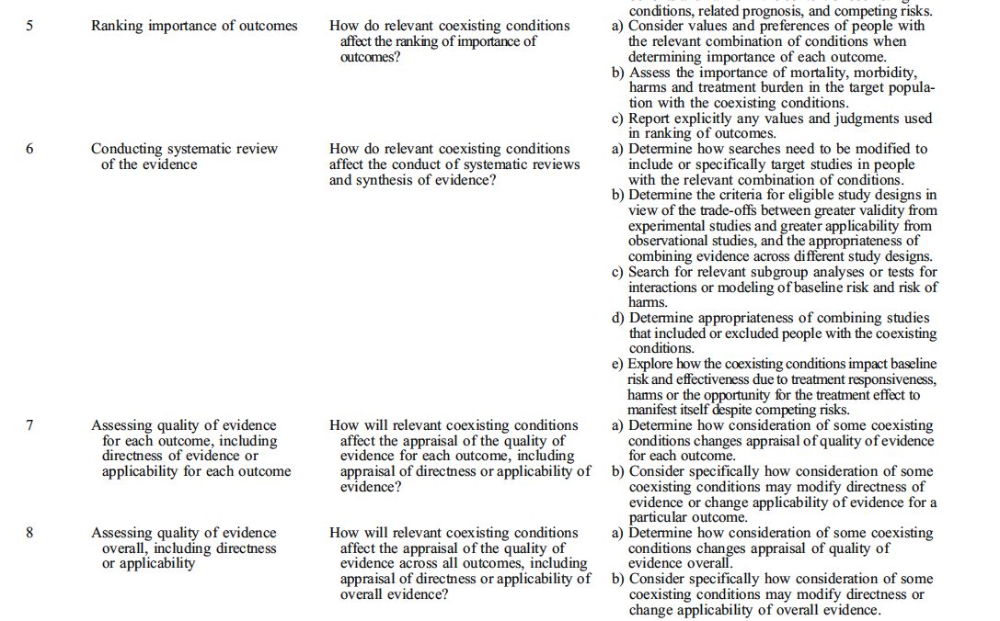 conditions, related prognosis, and competing risks.
5
Ranking importance of outcomes
How do relevant coexisting conditions
affect the ranking of importance of
outcomes?
a) Consider values and preferences of people with
the relevant combination of conditions when
determining importance of each outcome.
b) Assess the importance of mortality, morbidity,
harms and treatment burden in the target popula-
tion with the coexisting conditions.
c) Report explicitly any values and judgments used
in ranking of outcomes.
6
Conducting systematic review
of the evidence
How do relevant coexisting conditions
affect the conduct of systematic reviews
and synthesis of evidence?
a) Determine how searches need to be modified to
include or specifically target studies in people
with the relevant combination of conditions.
b) Determine the criteria for eligible study designs in
view of the trade-offs between greater validity from
experimental studies and greater applicability from
observational studies, and the appropriateness of
combining evidence across different study designs.
c) Search for relevant subgroup analyses or tests for
interactions or modeling of baseline risk and risk of
harms.
d) Determine appropriateness of combining studies
that included or excluded people with the coexisting
conditions.
e) Explore how the coexisting conditions impact baseline
risk and effectiveness due to treatment responsiveness,
harms or the opportunity for the treatment effect to
manifest itself despite competing risks.
7
Assessing quality of evidence
for each outcome, including
directness of evidence or
applicability for each outcome
How will relevant coexisting conditions
affect the appraisal of the quality of
evidence for each outcome, including
appraisal of directness or applicability of
evidence?
a) Determine how consideration of some coexisting
conditions changes appraisal of quality of evidence
for each outcome.
b) Consider specifically how consideration of some
coexisting conditions may modify directness of
evidence or change applicability of evidence for a
particular outcome.
8
Assessing quality of evidence
overall, including directness
or applicability
How will relevant coexisting conditions
affect the appraisal of the quality of
evidence across all outcomes, including
appraisal of directness or applicability of
overall evidence?
a) Determine how consideration of some coexisting
conditions changes appraisal of quality of
evidence overall.
b) Consider specifically how consideration of some
coexisting conditions may modify directness or
change applicability of overall evidence.